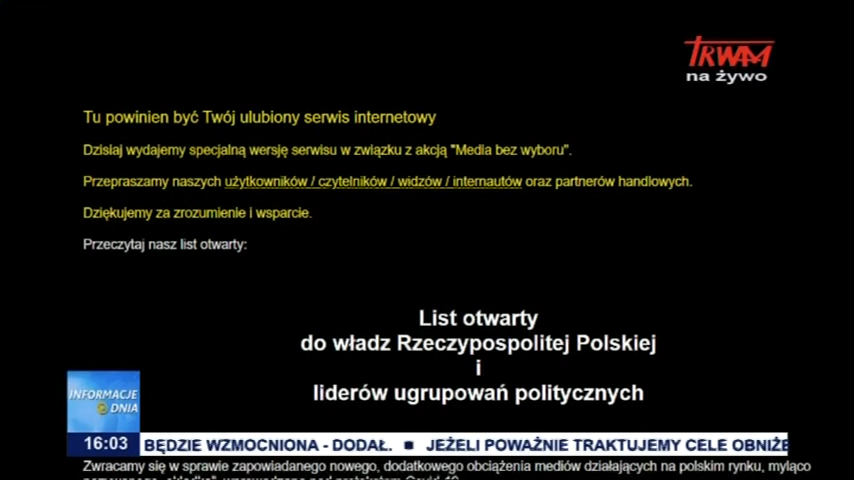 TRWAM
na żywo
Tu powinien być Twój ulubiony serwis internetowy
Dzisiaj wydajemy specjalną wersję serwisu w związku z akcją "Media bez wyboru".
Przepraszamy naszych użytkowników / czytelników / widzów / internautów oraz partnerów handlowych.
Dziękujemy za zrozumienie i wsparcie.
Przeczytaj nasz list otwarty:
List otwarty
do władz Rzeczypospolitej Polskiej
i
liderów ugrupowań politycznych
INFORMACJE
DNIA
16:03 BĘDZIE WZMOCNIONA - DODAŁ. ■ JEŻELI POWAŻNIE TRAKTUJEMY CELE OBNIŻE
Zwracamy się w sprawie zapowiadanego nowego, dodatkowego obciążenia mediów działających na polskim rynku, myląco